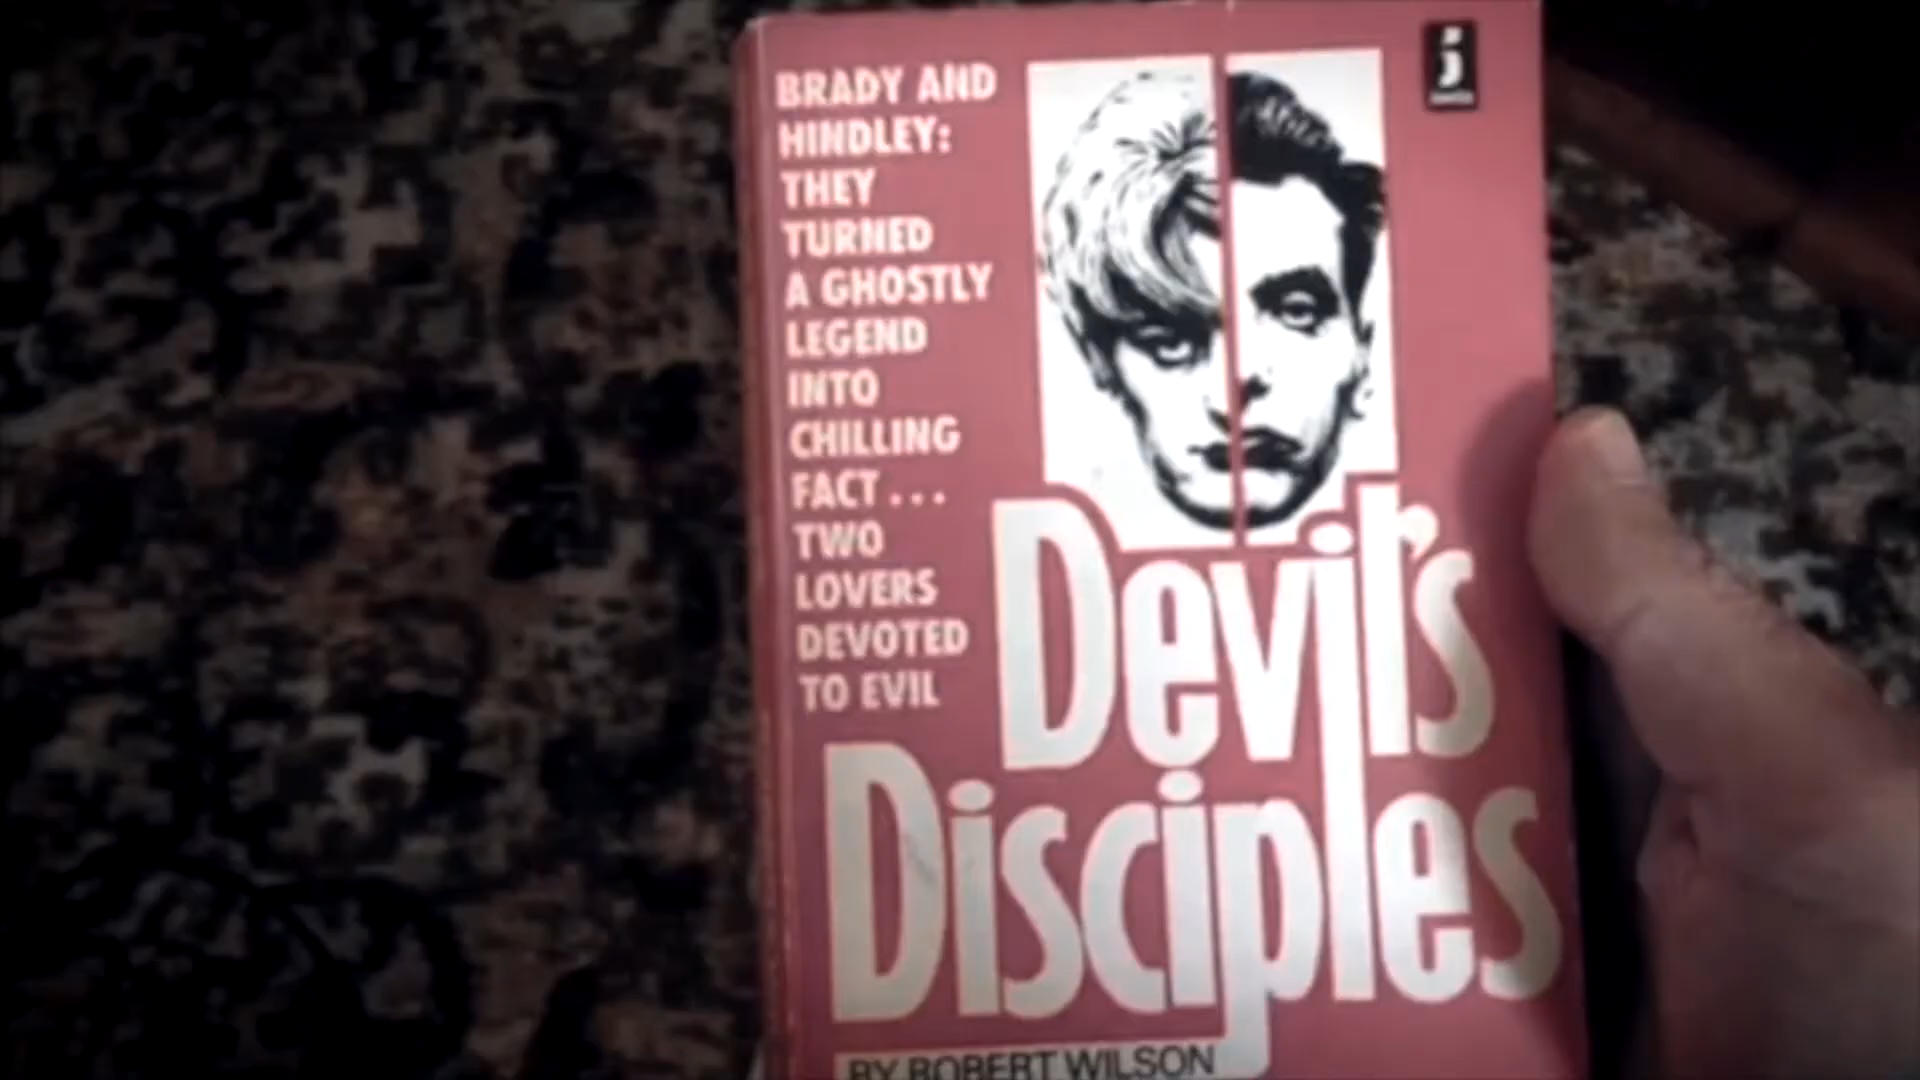 BRADY AND
HINDLEY:
THEY
TURNED
A GHOSTLY
LEGEND
INTO
CHILLING
FACT...
TWO
LOVERS
DEVOTED
TO EVIL
Devil's
Disciples
BY ROBERT WILSON